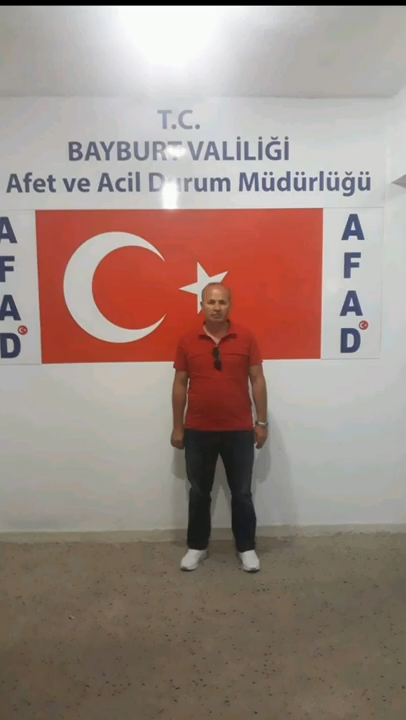 T.C.
BAYBURT VALİLİĞİ
Afet ve Acil Durum Müdürlüğü
AFAD
AFAD